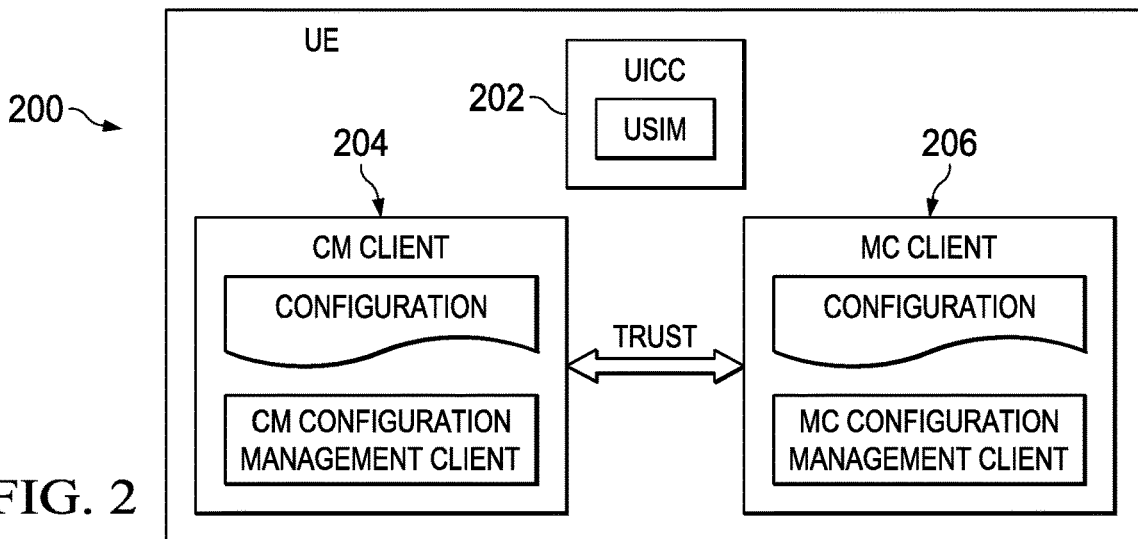 UE
UICC
200
202
USIM
204
206
CM CLIENT
MC CLIENT
CONFIGURATION
CONFIGURATION
TRUST
CM CONFIGURATION
MANAGEMENT CLIENT
MC CONFIGURATION
MANAGEMENT CLIENT
FIG. 2